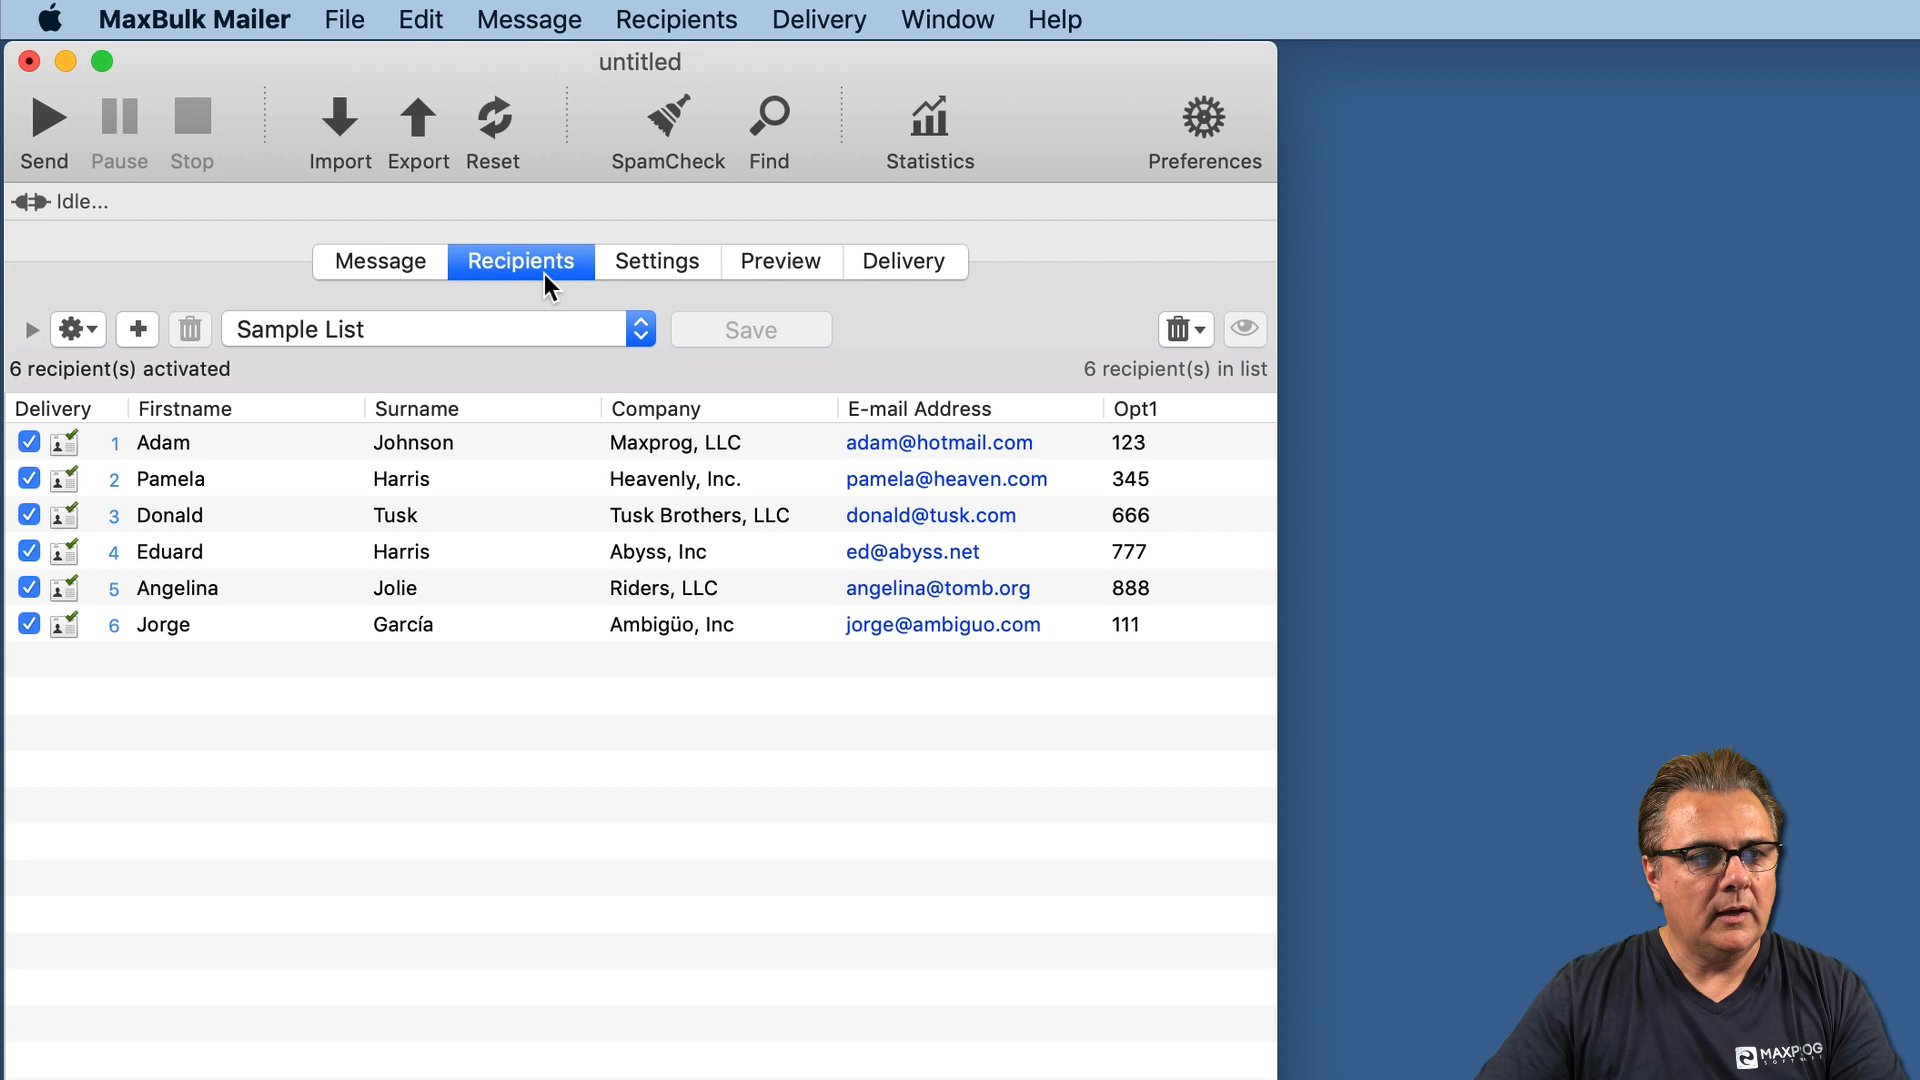 MaxBulk Mailer File Edit Message Recipients Delivery Window Help
untitled
Send Pause Stop Import Export Reset SpamCheck Find Statistics Preferences
Idle...
Message Recipients Settings Preview Delivery
Sample List Save
6 recipient(s) activated 6 recipient(s) in list
Delivery Firstname Surname Company E-mail Address Opt1
1 Adam Johnson Maxprog, LLC adam@hotmail.com 123
2 Pamela Harris Heavenly, Inc. pamela@heaven.com 345
3 Donald Tusk Tusk Brothers, LLC donald@tusk.com 666
4 Eduard Harris Abyss, Inc ed@abyss.net 777
5 Angelina Jolie Riders, LLC angelina@tomb.org 888
6 Jorge García Ambigüo, Inc jorge@ambiguo.com 111
MAXPROG
SOFTWARE